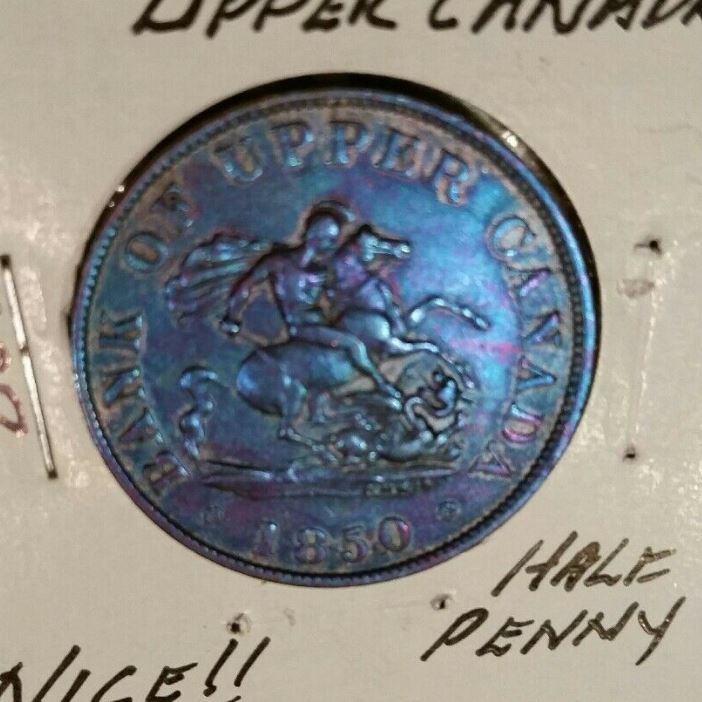 UPPER CANADA
BANK OF UPPER CANADA
1850
HALF
PENNY
NICE!!